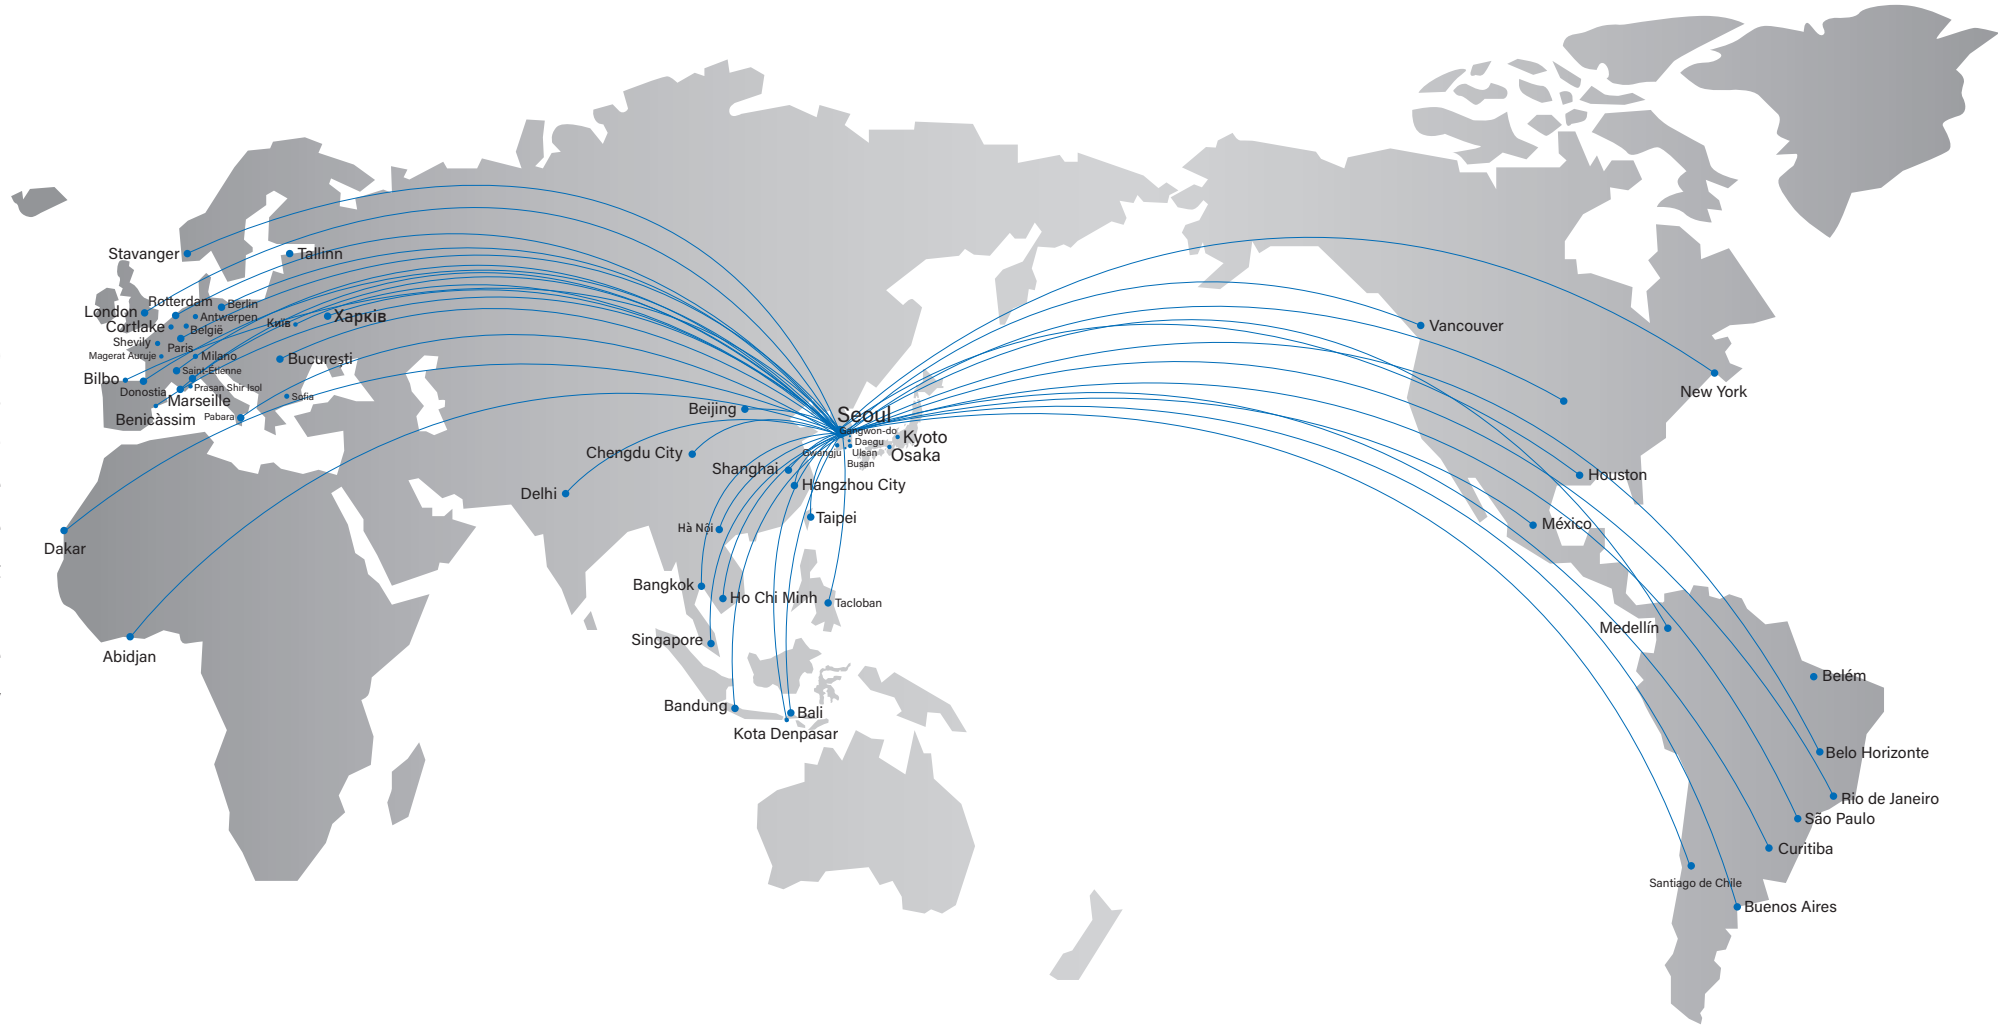 Stavanger
Tallinn
Rotterdam
Berlin
London
Antwerpen
Київ
Харків
Cortlake
België
Shevily
Paris
Magerat Auruje
Milano
București
Saint-Étienne
Bilbo
Prasan Shir Isol
Donostia
Marseille
Sofia
Benicàssim
Pabara
Dakar
Abidjan
Beijing
Seoul
Gangwon-do
Daegu
Kyoto
Gwangju
Ulsan
Osaka
Busan
Chengdu City
Shanghai
Hangzhou City
Delhi
Taipei
Hà Nội
Bangkok
Ho Chi Minh
Tacloban
Singapore
Bandung
Bali
Kota Denpasar
Vancouver
New York
Houston
México
Medellín
Belém
Belo Horizonte
Rio de Janeiro
São Paulo
Curitiba
Santiago de Chile
Buenos Aires